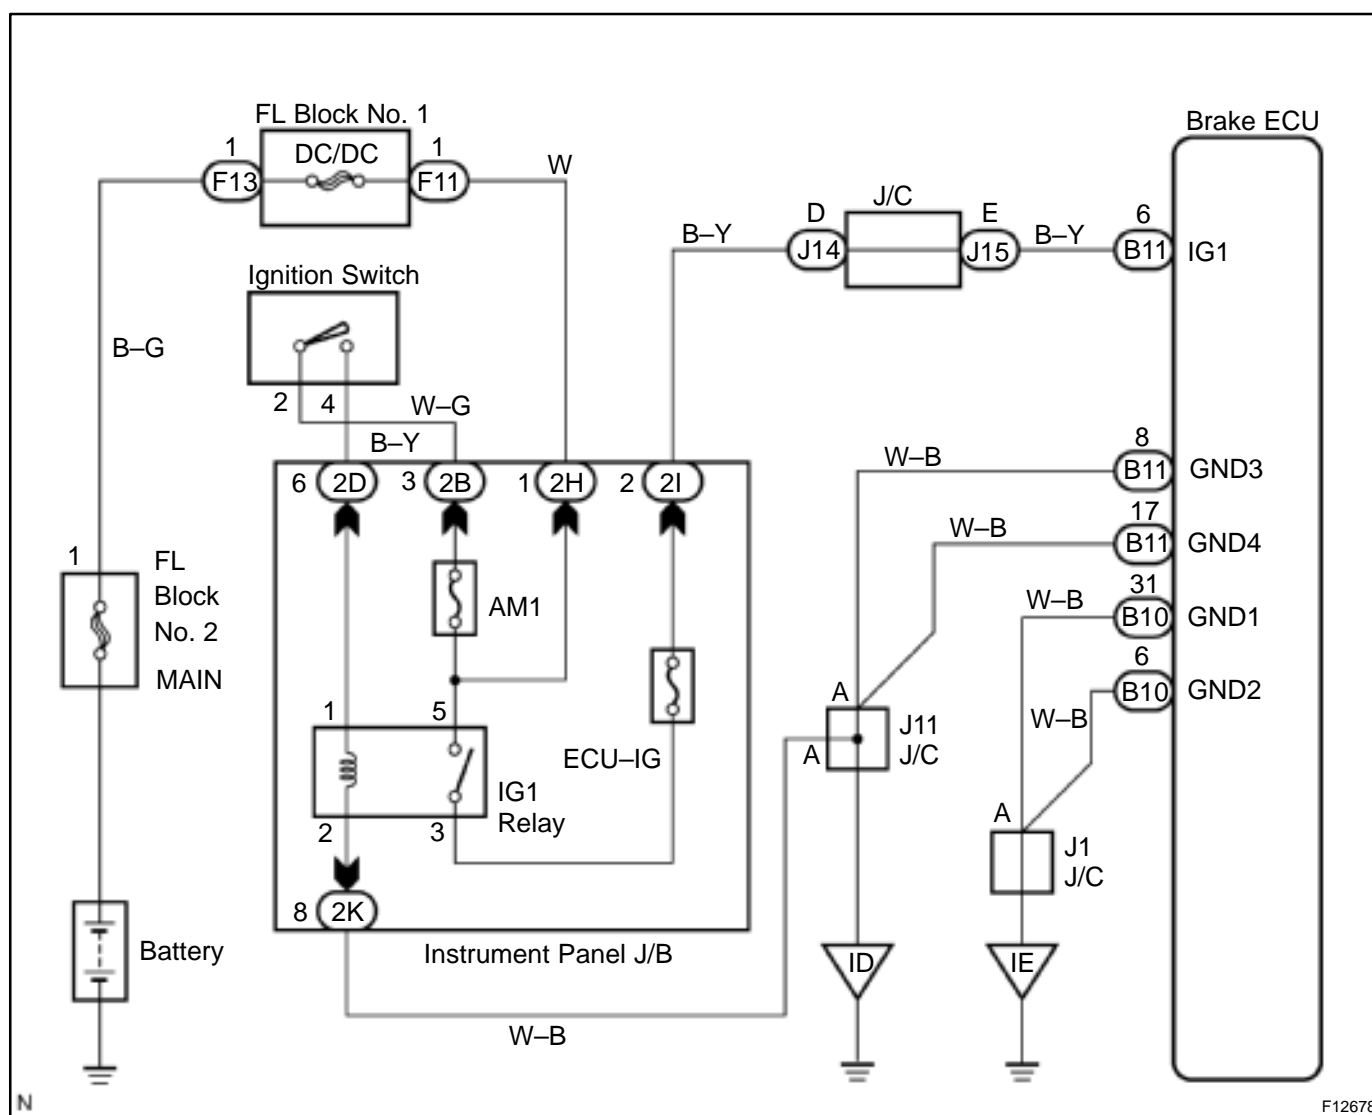 FL Block No. 1
Brake ECU
1
DC/DC
1
F13
F11
W
D
J/C
E
6
B–Y
B–Y
J14
J15
B11
IG1
Ignition Switch
B–G
2
4
W–G
B–Y
8
W–B
B11
GND3
6
2D
3
2B
1
2H
2
2I
17
W–B
B11
GND4
1
FL
Block
No. 2
MAIN
AM1
31
W–B
B10
GND1
6
B10
GND2
W–B
1
5
A
J11
J/C
A
ECU–IG
IG1
Relay
2
3
A
J1
J/C
8
2K
Battery
Instrument Panel J/B
ID
IE
W–B
N
F12678